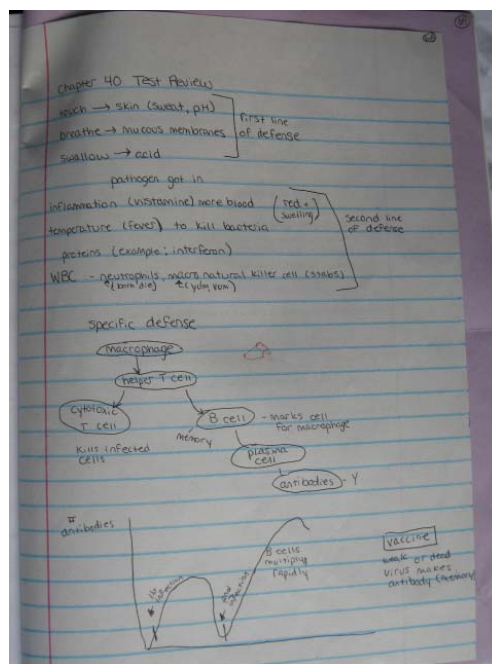 Chapter 40 Test Review
touch → skin (sweat, pH)
breathe → mucous membranes
swallow → acid
first line
of defense
pathogen got in
inflammation (histamine) more blood (red + swelling)
temperature (fever) to kill bacteria
proteins (example: interferon)
WBC - neutrophils, macro natural killer cell (stabs)
second line
of defense
specific defense
macrophage
helper T cell
cytotoxic
T cell
Kills infected
cells
B cell - marks cell
for macrophage
memory
plasma
cell
antibodies - Y
#
antibodies
infection
infection
B cells
multiply
rapidly
vaccine
weak or dead
virus makes
antibody (memory)